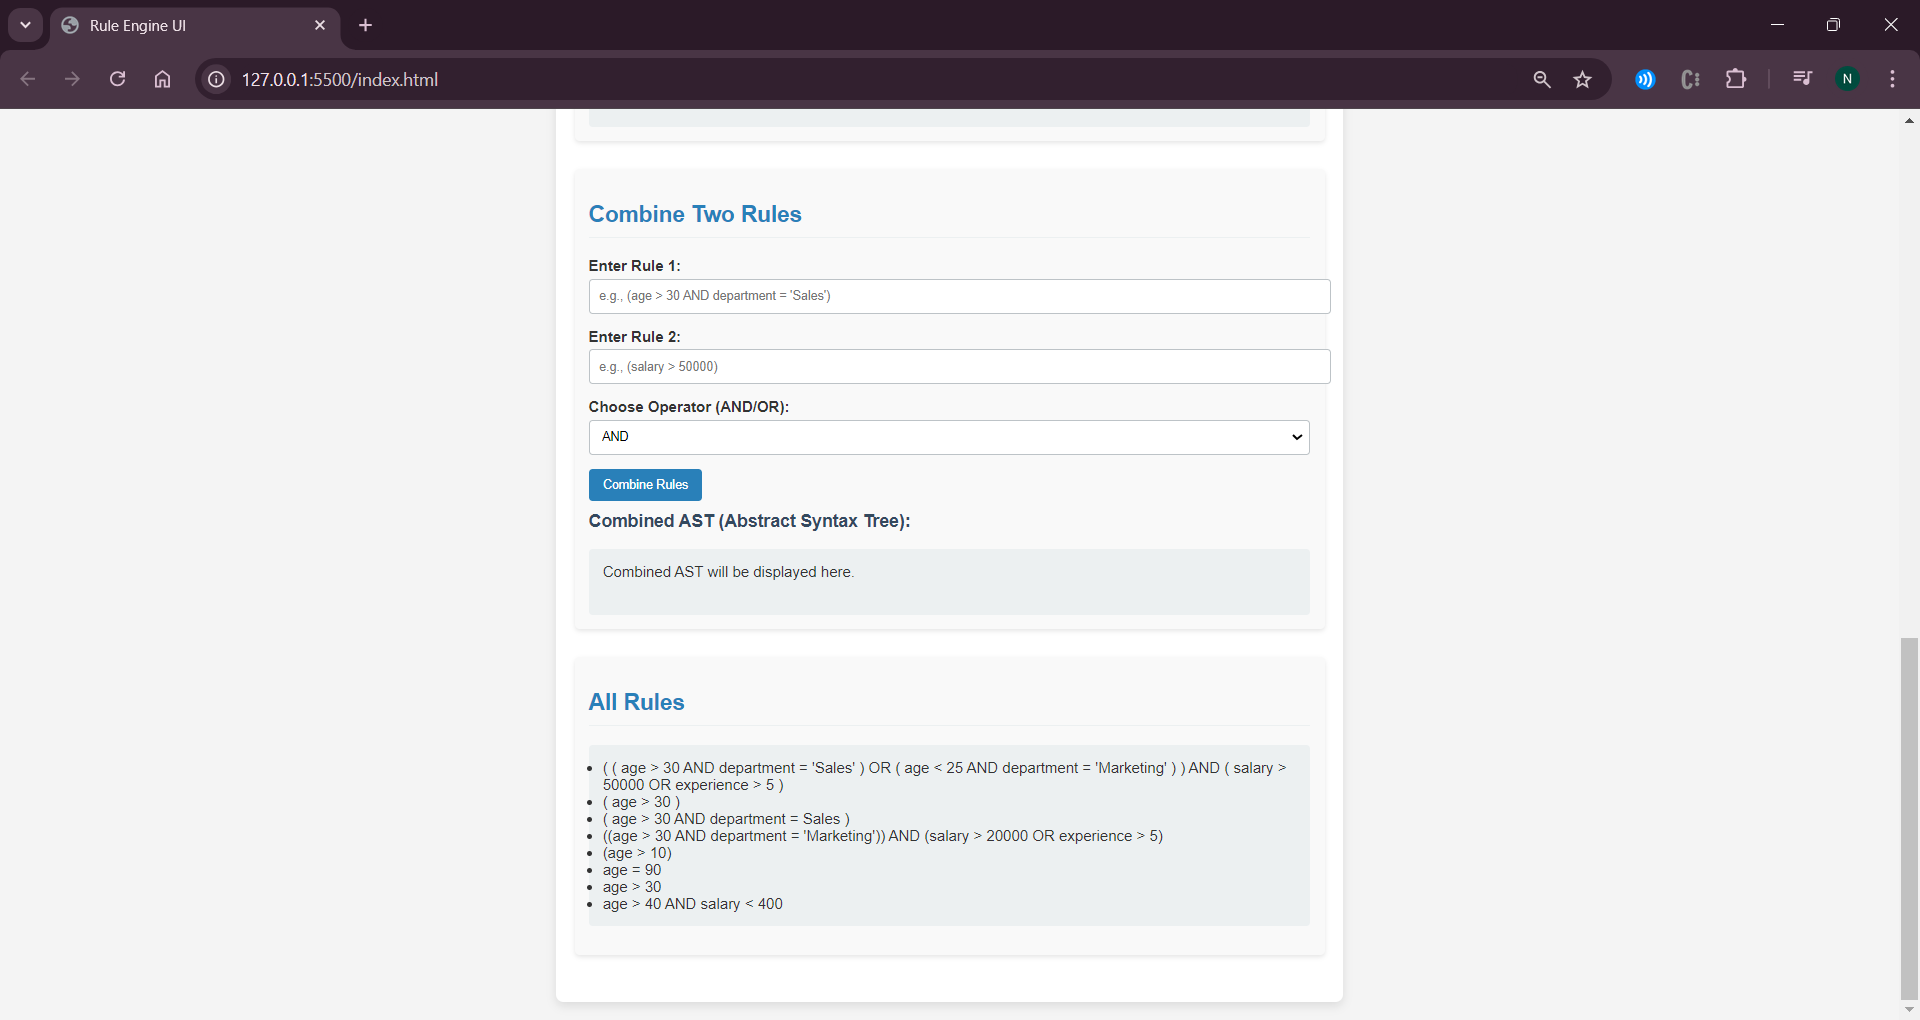 Rule Engine UI
127.0.0.1:5500/index.html
N
Combine Two Rules
Enter Rule 1:
e.g., (age > 30 AND department = 'Sales')
Enter Rule 2:
e.g., (salary > 50000)
Choose Operator (AND/OR):
AND
Combine Rules
Combined AST (Abstract Syntax Tree):
Combined AST will be displayed here.
All Rules
( ( age > 30 AND department = 'Sales' ) OR ( age < 25 AND department = 'Marketing' ) ) AND ( salary >
50000 OR experience > 5 )
( age > 30 )
( age > 30 AND department = Sales )
((age > 30 AND department = 'Marketing')) AND (salary > 20000 OR experience > 5)
(age > 10)
age = 90
age > 30
age > 40 AND salary < 400